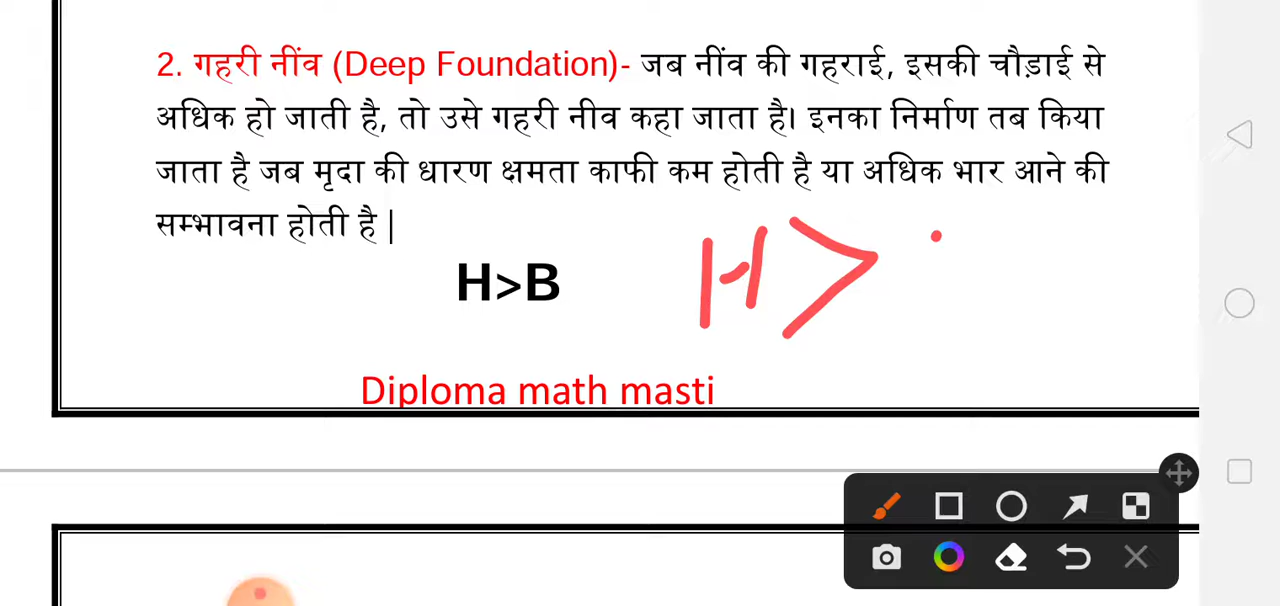 2. गहरी नींव (Deep Foundation)- जब नींव की गहराई, इसकी चौड़ाई से
अधिक हो जाती है, तो उसे गहरी नीव कहा जाता है। इनका निर्माण तब किया
जाता है जब मृदा की धारण क्षमता काफी कम होती है या अधिक भार आने की
सम्भावना होती है |
H>B
H >
Diploma math masti